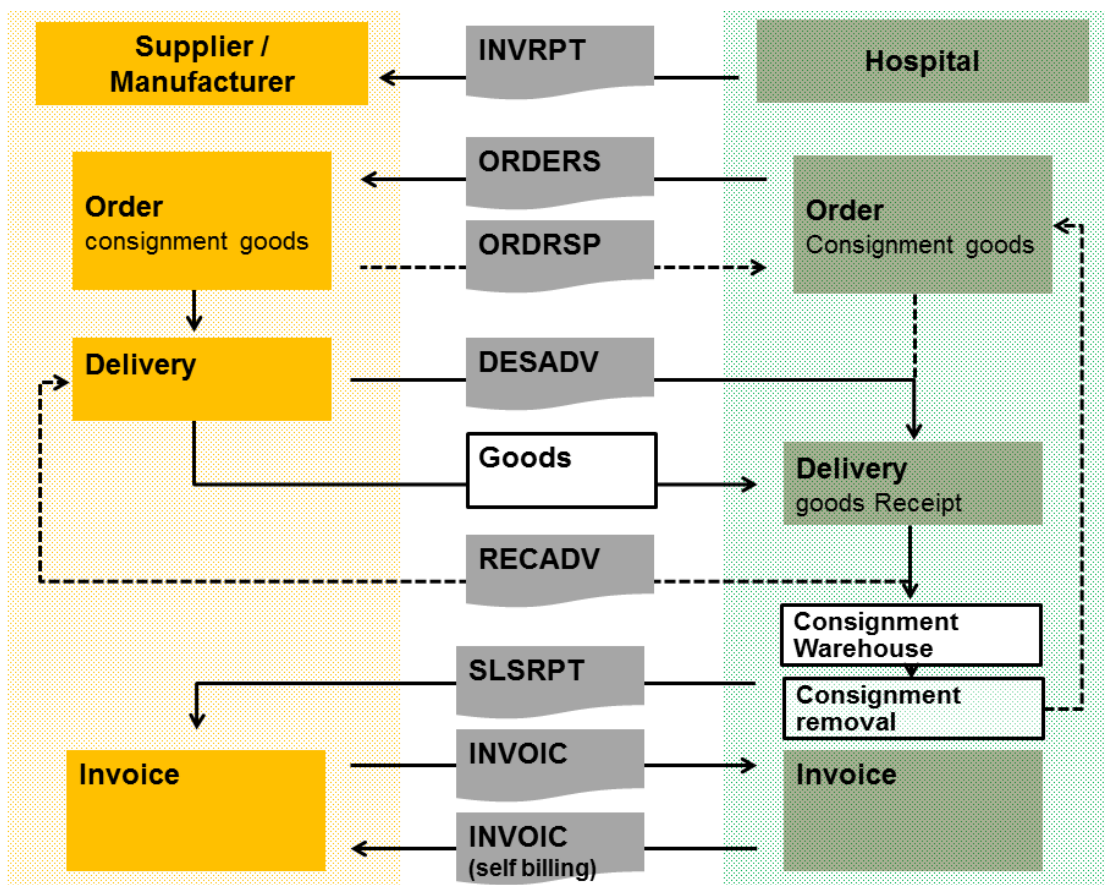 Supplier /
Manufacturer
INVRPT
Hospital
ORDERS
Order
consignment goods
Order
Consignment goods
ORDRSP
Delivery
DESADV
Goods
Delivery
goods Receipt
RECADV
Consignment
Warehouse
SLSRPT
Consignment
removal
Invoice
INVOIC
Invoice
INVOIC
(self billing)